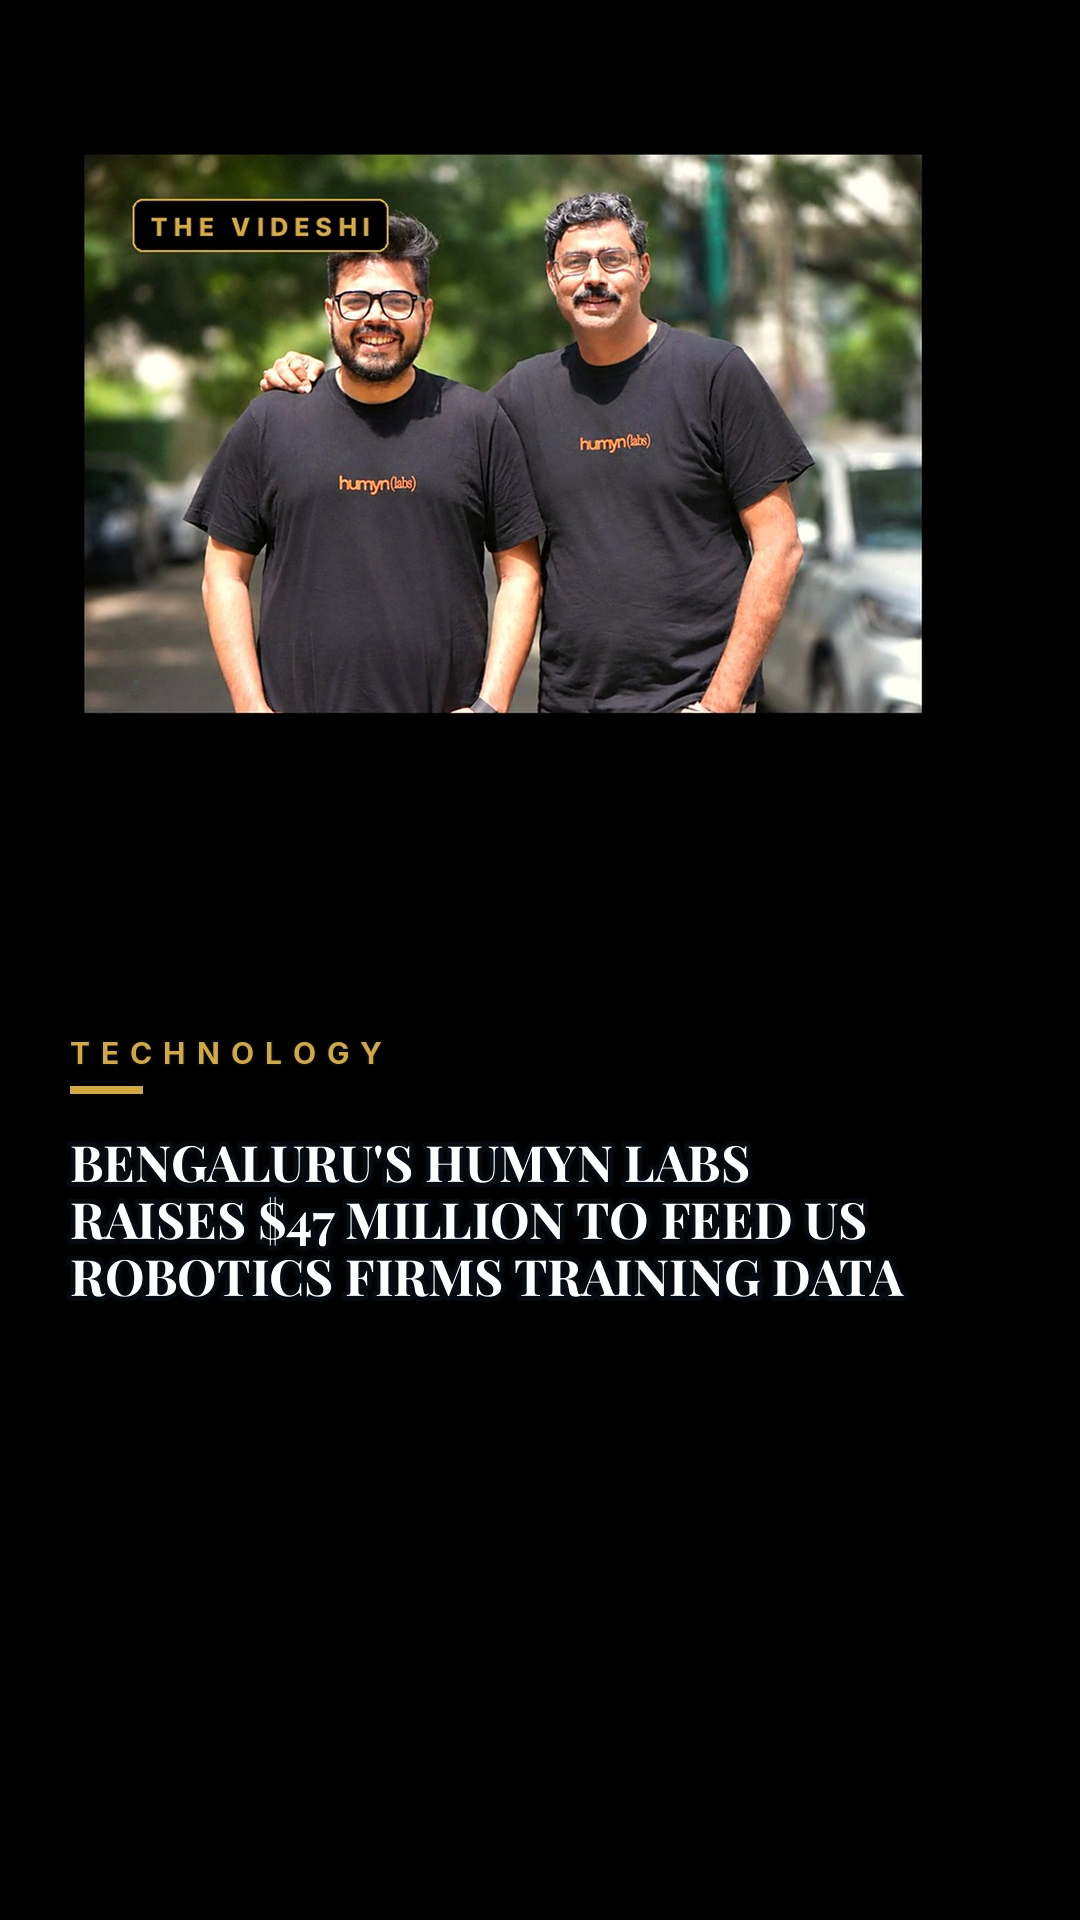 THE VIDESHI
humyn(labs)
humyn(labs)
TECHNOLOGY
BENGALURU'S HUMYN LABS
RAISES $47 MILLION TO FEED US
ROBOTICS FIRMS TRAINING DATA